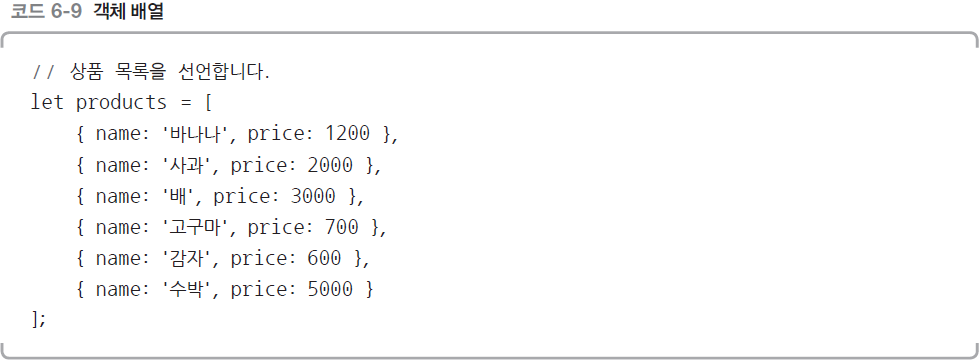 코드 6-9 객체 배열
// 상품 목록을 선언합니다.
let products = [
    { name: '바나나', price: 1200 },
    { name: '사과', price: 2000 },
    { name: '배', price: 3000 },
    { name: '고구마', price: 700 },
    { name: '감자', price: 600 },
    { name: '수박', price: 5000 }
];